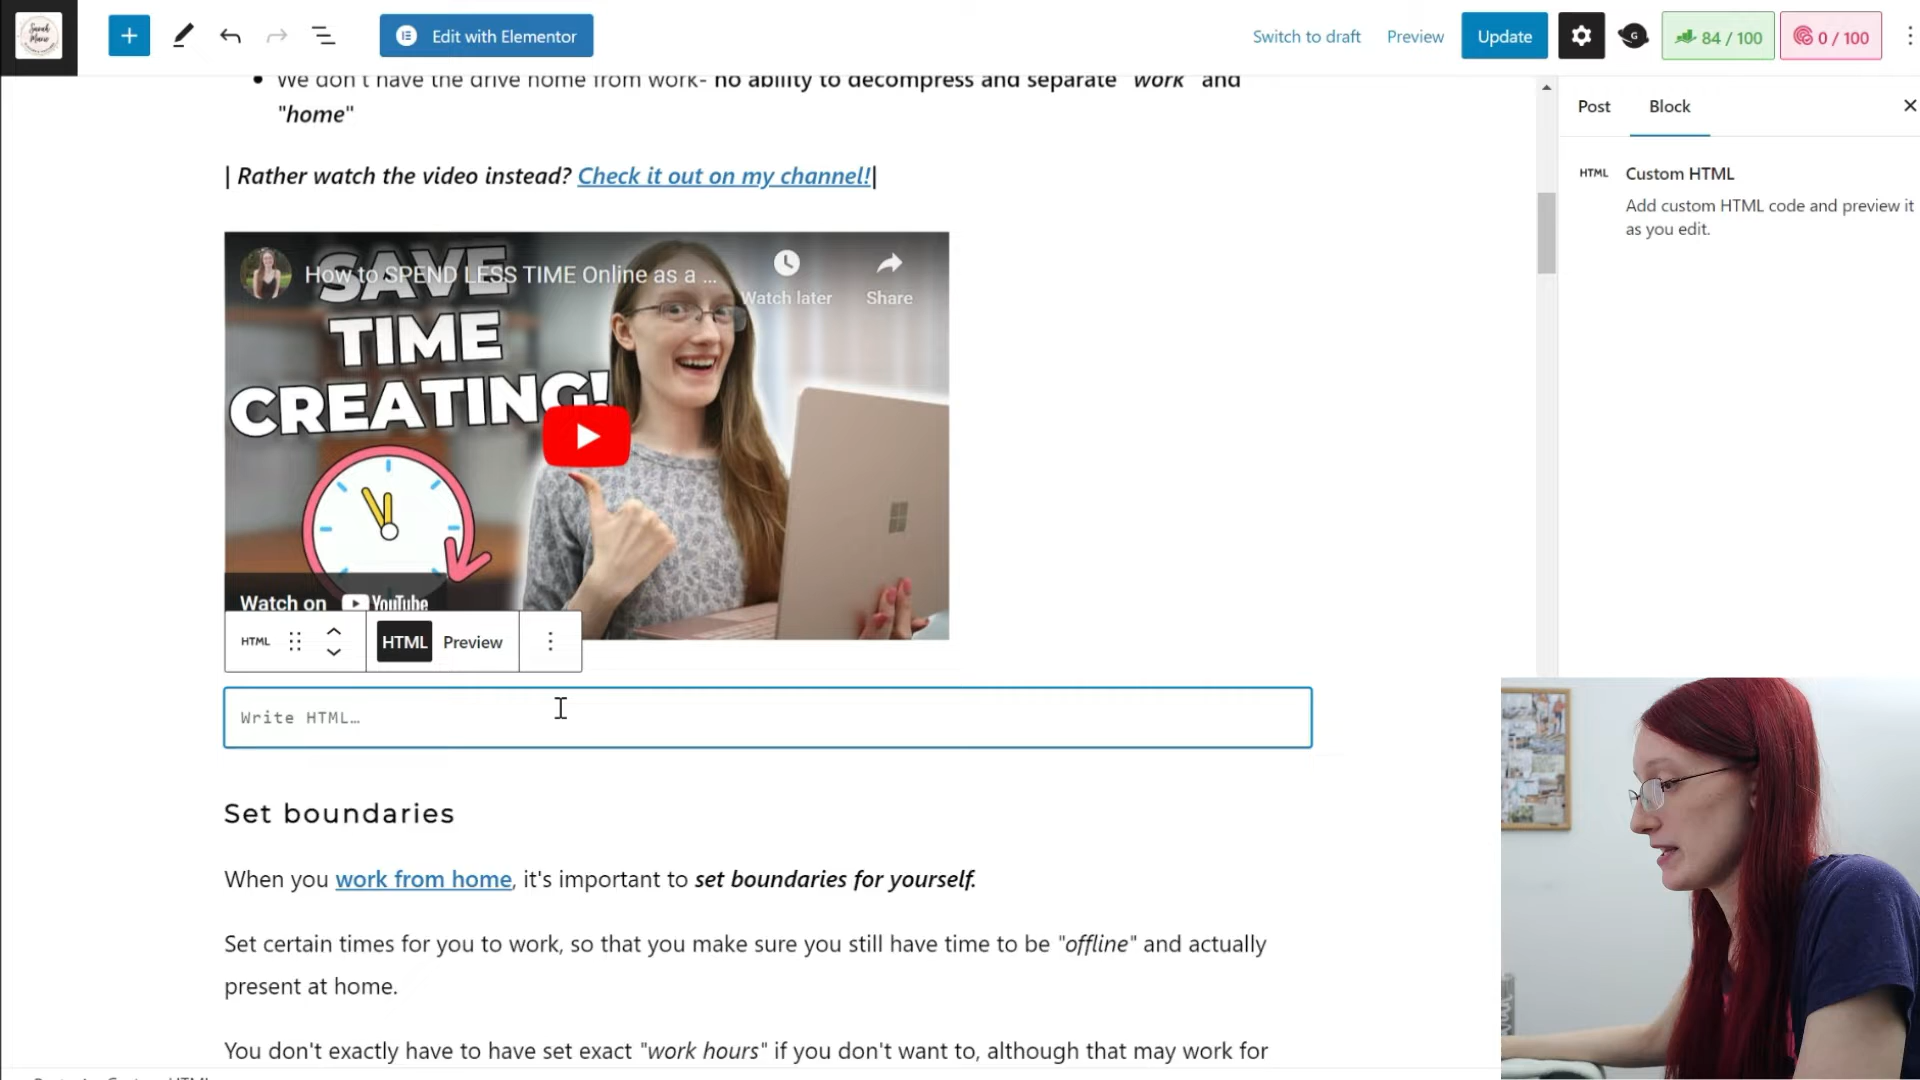 Sarah
Marie
Edit with Elementor
Switch to draft
Preview
Update
G
84 / 100
0 / 100
We don't have the drive home from work- no ability to decompress and separate "work" and
"home"
| Rather watch the video instead? Check it out on my channel!|
How to SPEND LESS TIME Online as a ...
Watch later
Share
SAVE
TIME
CREATING!
Watch on YouTube
HTML
HTML
Preview
Write HTML…
Set boundaries
When you work from home, it's important to set boundaries for yourself.
Set certain times for you to work, so that you make sure you still have time to be "offline" and actually
present at home.
You don't exactly have to have set exact "work hours" if you don't want to, although that may work for
Post
Block
HTML
Custom HTML
Add custom HTML code and preview it
as you edit.